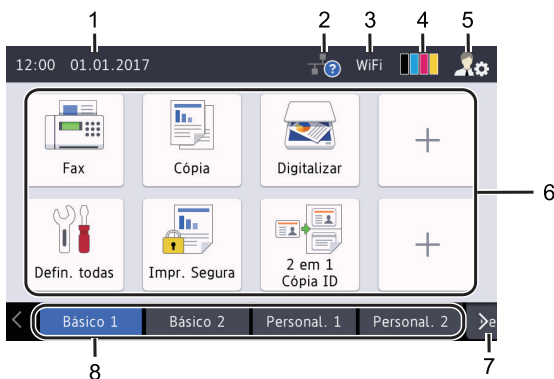 1
2
3
4
5
12:00 01.01.2017
?
WiFi
Fax
Cópia
Digitalizar
+
6
Defin. todas
Impr. Segura
2 em 1
Cópia ID
+
< Básico 1 Básico 2 Personal. 1 Personal. 2 >e
8
7